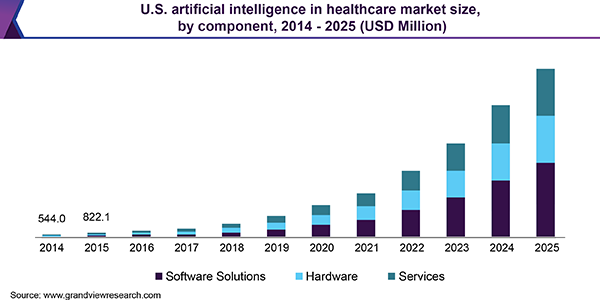 U.S. artificial intelligence in healthcare market size,
by component, 2014 - 2025 (USD Million)
544.0 822.1
2014 2015 2016 2017 2018 2019 2020 2021 2022 2023 2024 2025
Software Solutions Hardware Services
Source: www.grandviewresearch.com